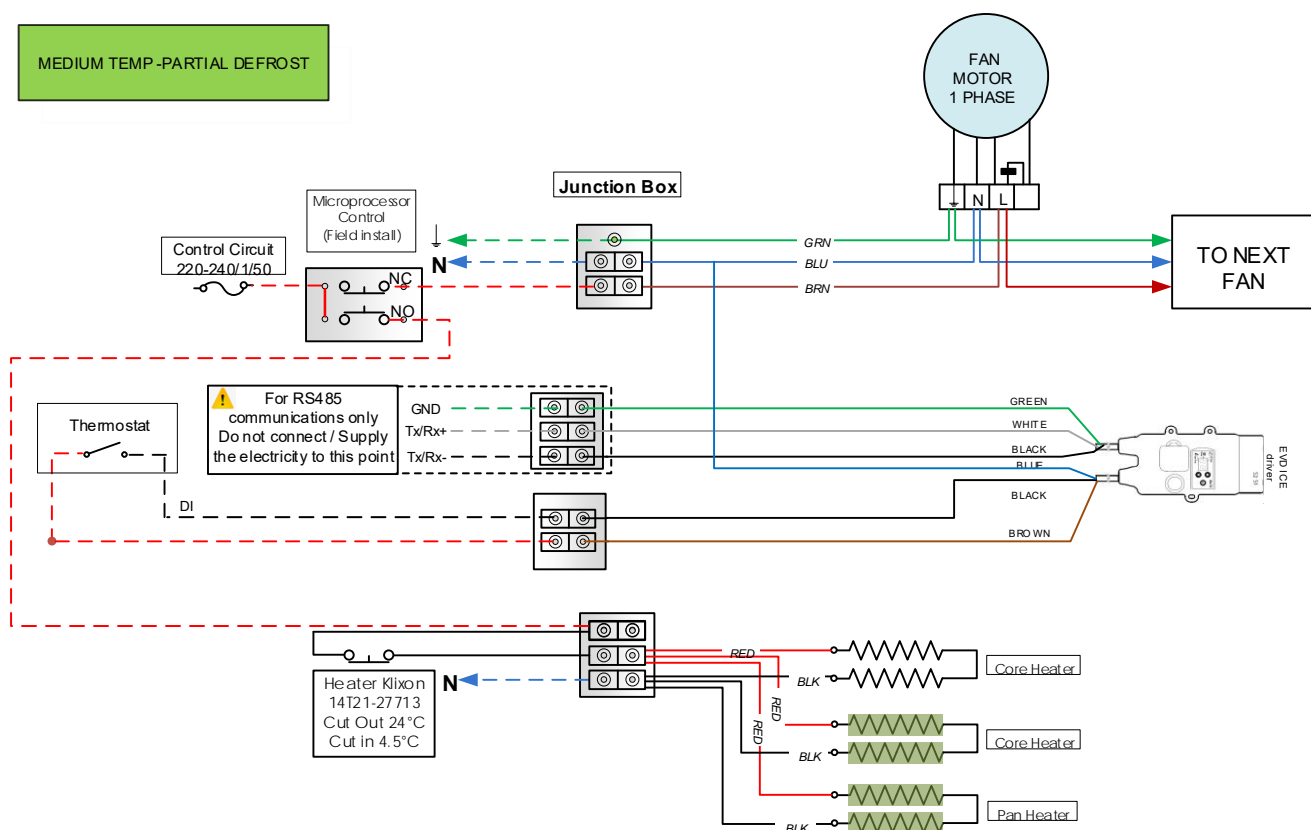 MEDIUM TEMP-PARTIAL DEFROST
FAN
MOTOR
1 PHASE
N
L
Junction Box
Microprocessor
Control
(Field install)
N
Control Circuit
220-240/1/50
NC
NO
GRN
BLU
BRN
TO NEXT
FAN
Thermostat
For RS485
communications only
Do not connect / Supply
the electricity to this point
GND
Tx/Rx+
Tx/Rx-
GREEN
WHITE
BLACK
BLUE
BLACK
BROWN
EVD ICE
driver
DI
Heater Klixon
14T21-27713
Cut Out 24°C
Cut in 4.5°C
N
RED
BLK
Core Heater
RED
BLK
Core Heater
RED
BLK
Pan Heater